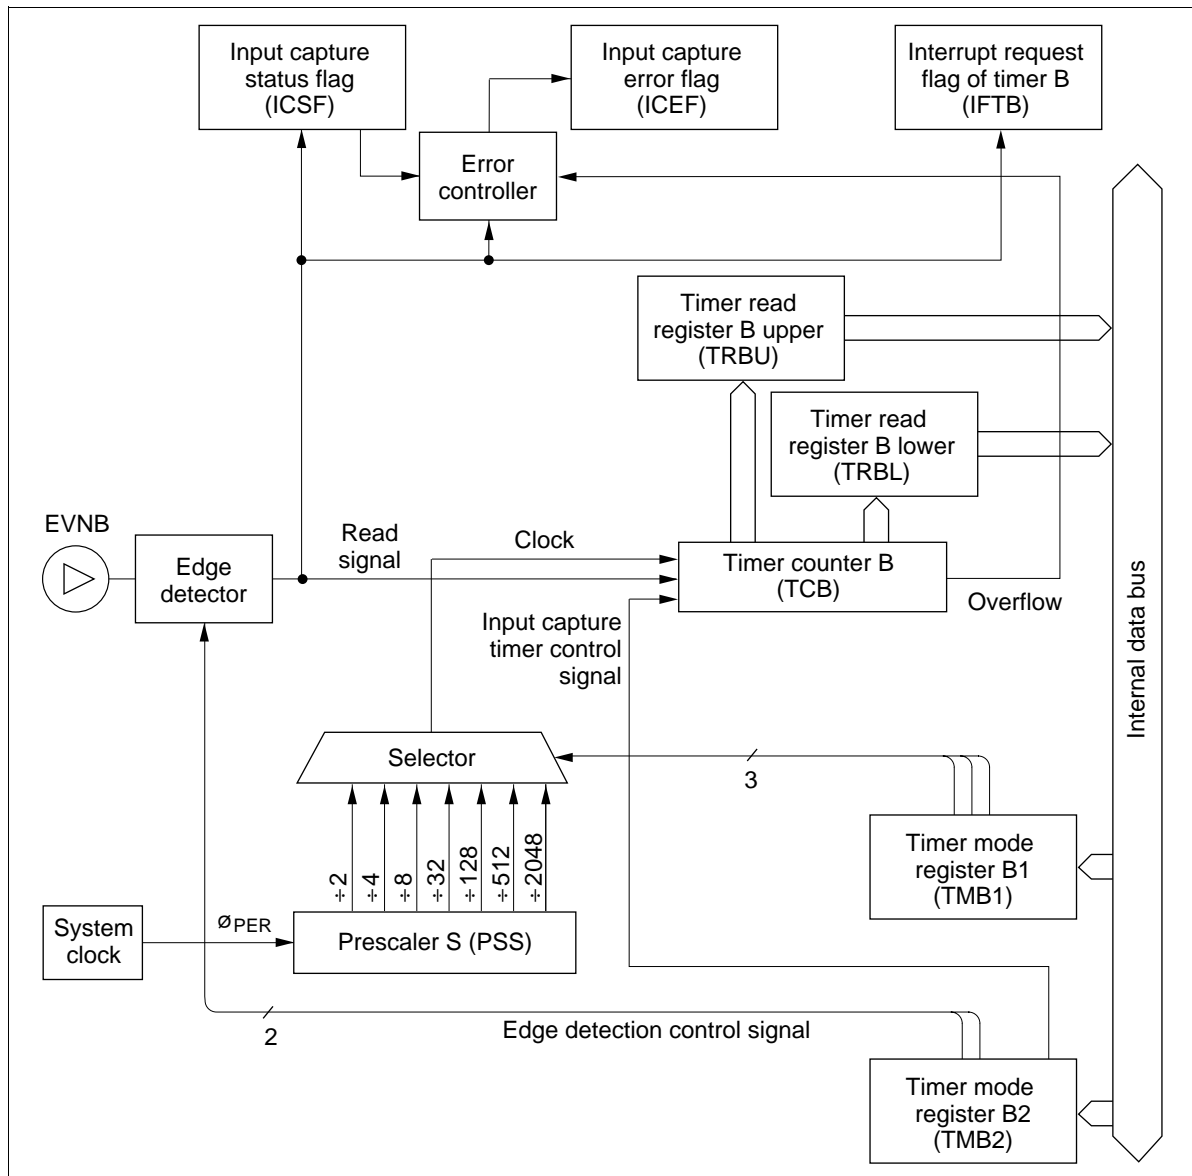 Input capture
status flag
(ICSF)
Input capture
error flag
(ICEF)
Interrupt request
flag of timer B
(IFTB)
Error
controller
Timer read
register B upper
(TRBU)
Timer read
register B lower
(TRBL)
EVNB
Edge
detector
Read
signal
Clock
Timer counter B
(TCB)
Overflow
Input capture
timer control
signal
Internal data bus
Selector
3
÷2
÷4
÷8
÷32
÷128
÷512
÷2048
Timer mode
register B1
(TMB1)
System
clock
øPER
Prescaler S (PSS)
2
Edge detection control signal
Timer mode
register B2
(TMB2)